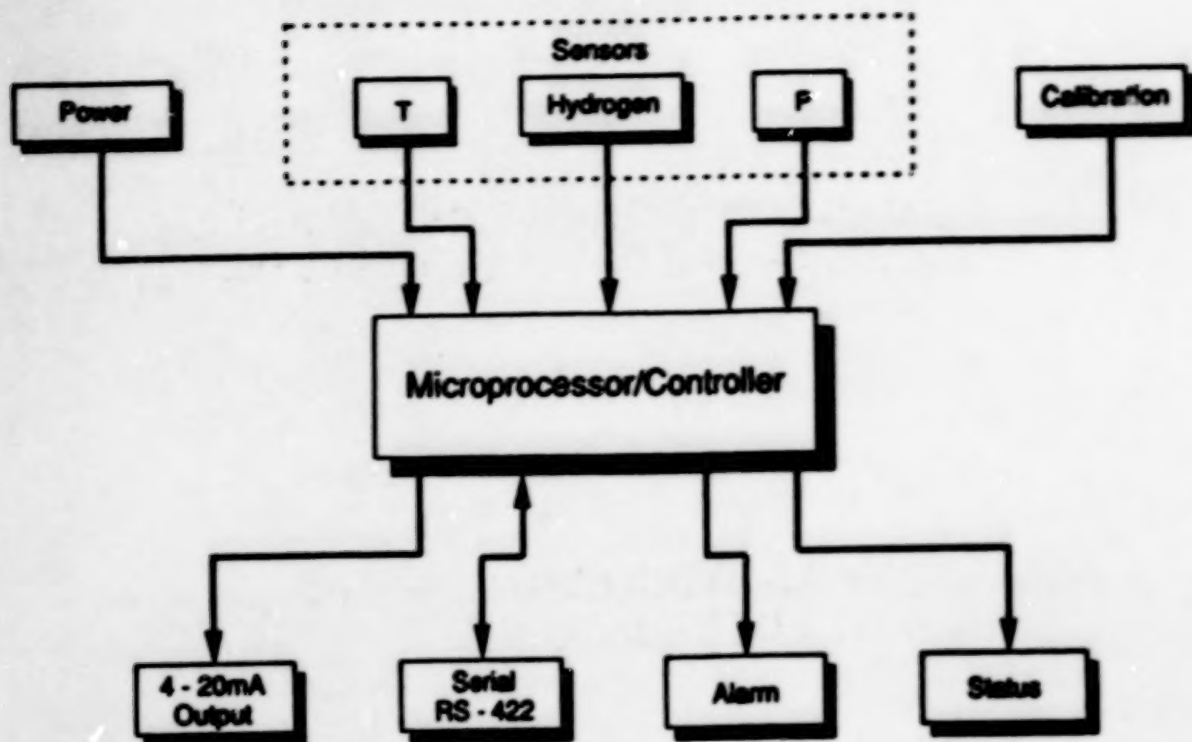 Sensors
Power
T
Hydrogen
Calibration
Microprocessor/Controller
4 - 20mA
Output
Serial
RS - 422
Alarm
Status